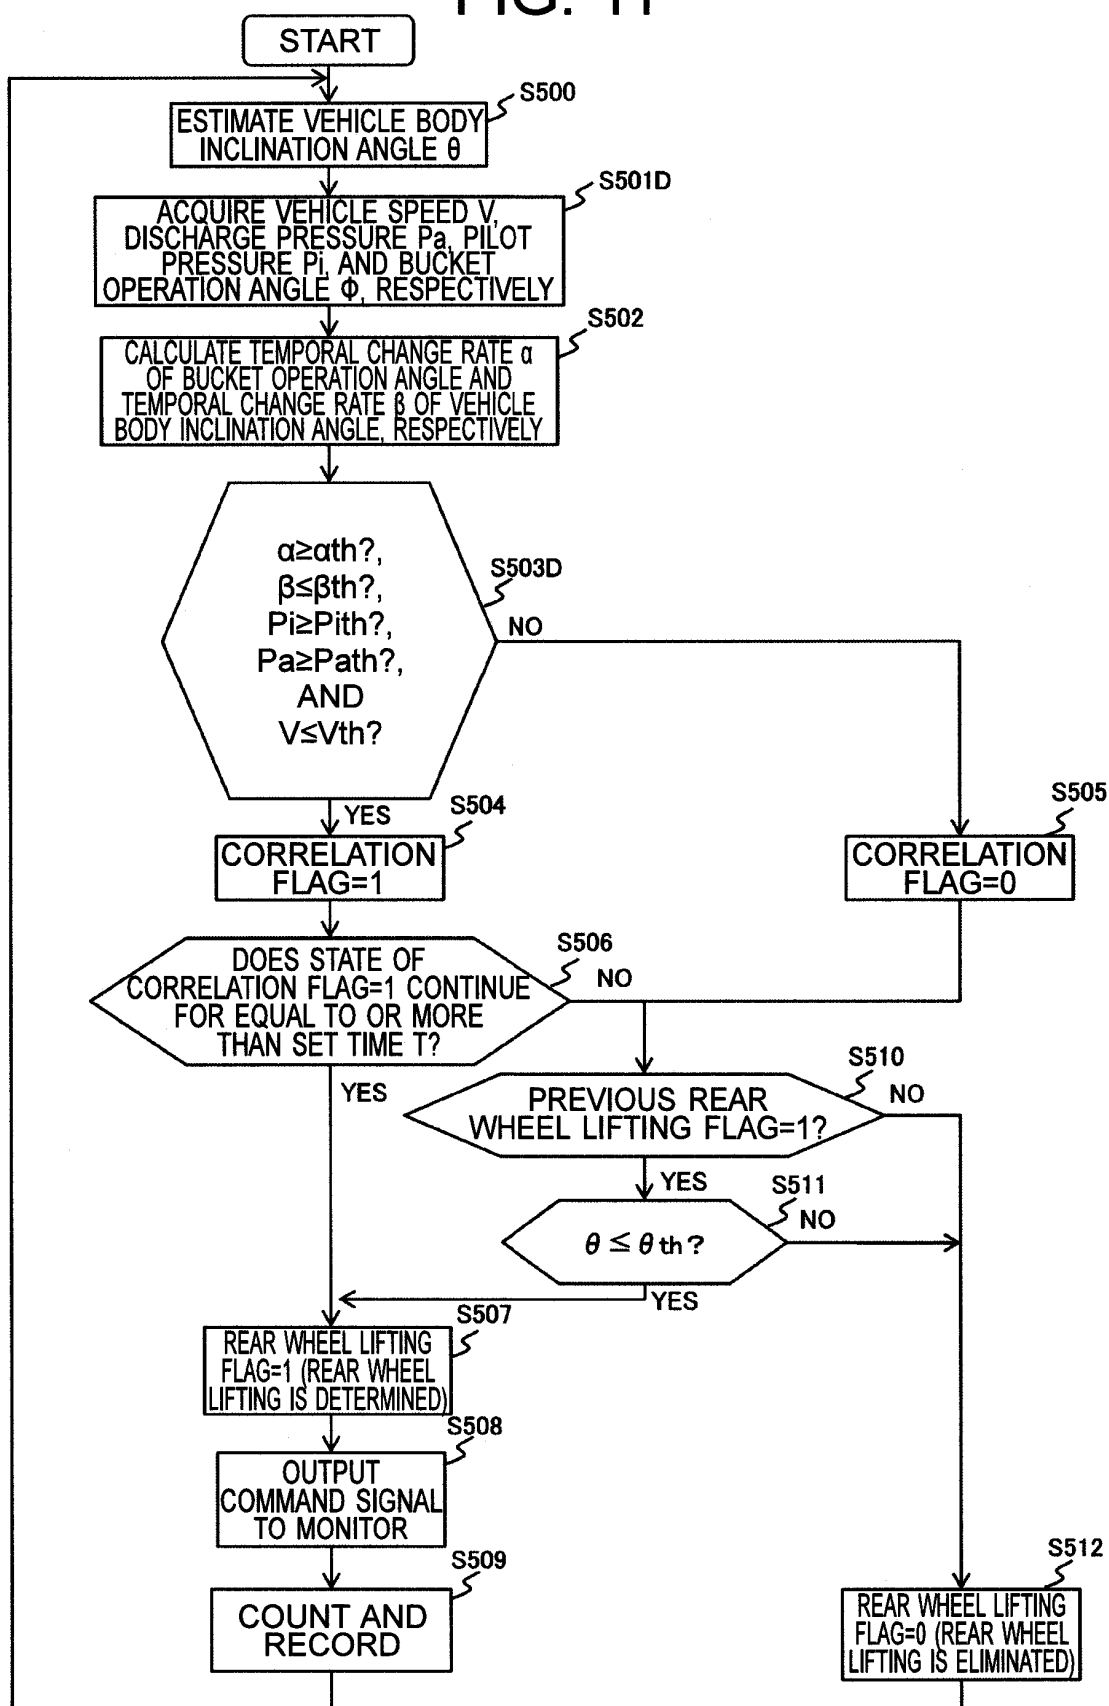 FIG. 11
START
S500
ESTIMATE VEHICLE BODY
INCLINATION ANGLE θ
S501D
ACQUIRE VEHICLE SPEED V,
DISCHARGE PRESSURE Pa, PILOT
PRESSURE Pi, AND BUCKET
OPERATION ANGLE Φ, RESPECTIVELY
S502
CALCULATE TEMPORAL CHANGE RATE α
OF BUCKET OPERATION ANGLE AND
TEMPORAL CHANGE RATE β OF VEHICLE
BODY INCLINATION ANGLE, RESPECTIVELY
α≥αth?,
β≤βth?,
Pi≥Pith?,
Pa≥Path?,
AND
V≤Vth?
S503D
NO
YES
S504
CORRELATION
FLAG=1
S505
CORRELATION
FLAG=0
DOES STATE OF
CORRELATION FLAG=1 CONTINUE
FOR EQUAL TO OR MORE
THAN SET TIME T?
S506
NO
YES
S510
PREVIOUS REAR
WHEEL LIFTING FLAG=1?
NO
YES
S511
θ ≤ θ th ?
NO
YES
S507
REAR WHEEL LIFTING
FLAG=1 (REAR WHEEL
LIFTING IS DETERMINED)
S508
OUTPUT
COMMAND SIGNAL
TO MONITOR
S509
COUNT AND
RECORD
S512
REAR WHEEL LIFTING
FLAG=0 (REAR WHEEL
LIFTING IS ELIMINATED)